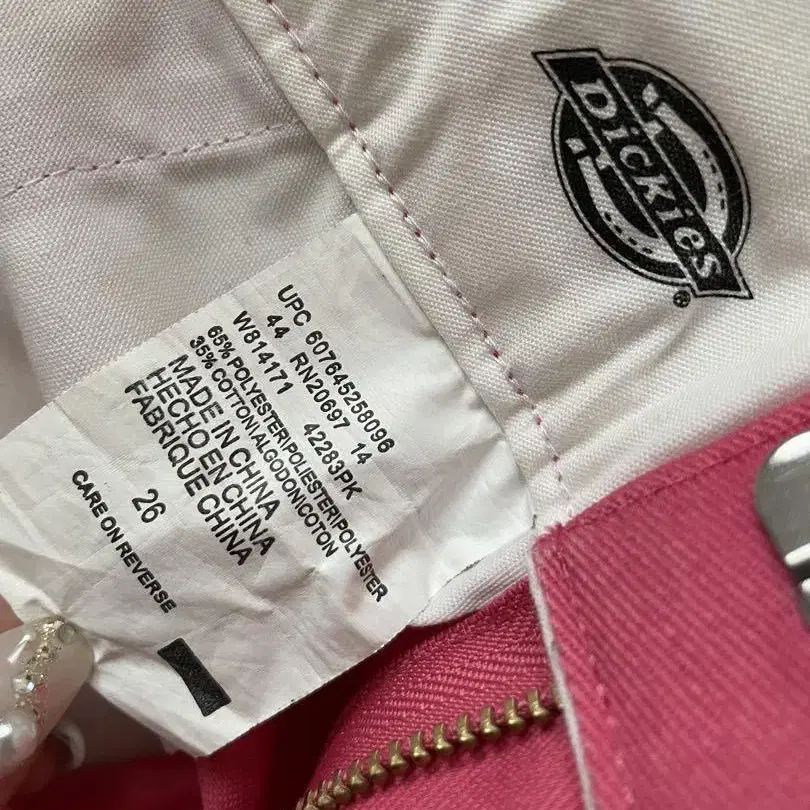 Dickies
®
UPC 607645258096
44 RN20697 14
W814171 42283PK
65% POLYESTER\POLIESTER\POLYESTER
35% COTTON\ALGODON\COTON
MADE IN CHINA
HECHO EN CHINA
FABRIQUE CHINA
26
CARE ON REVERSE